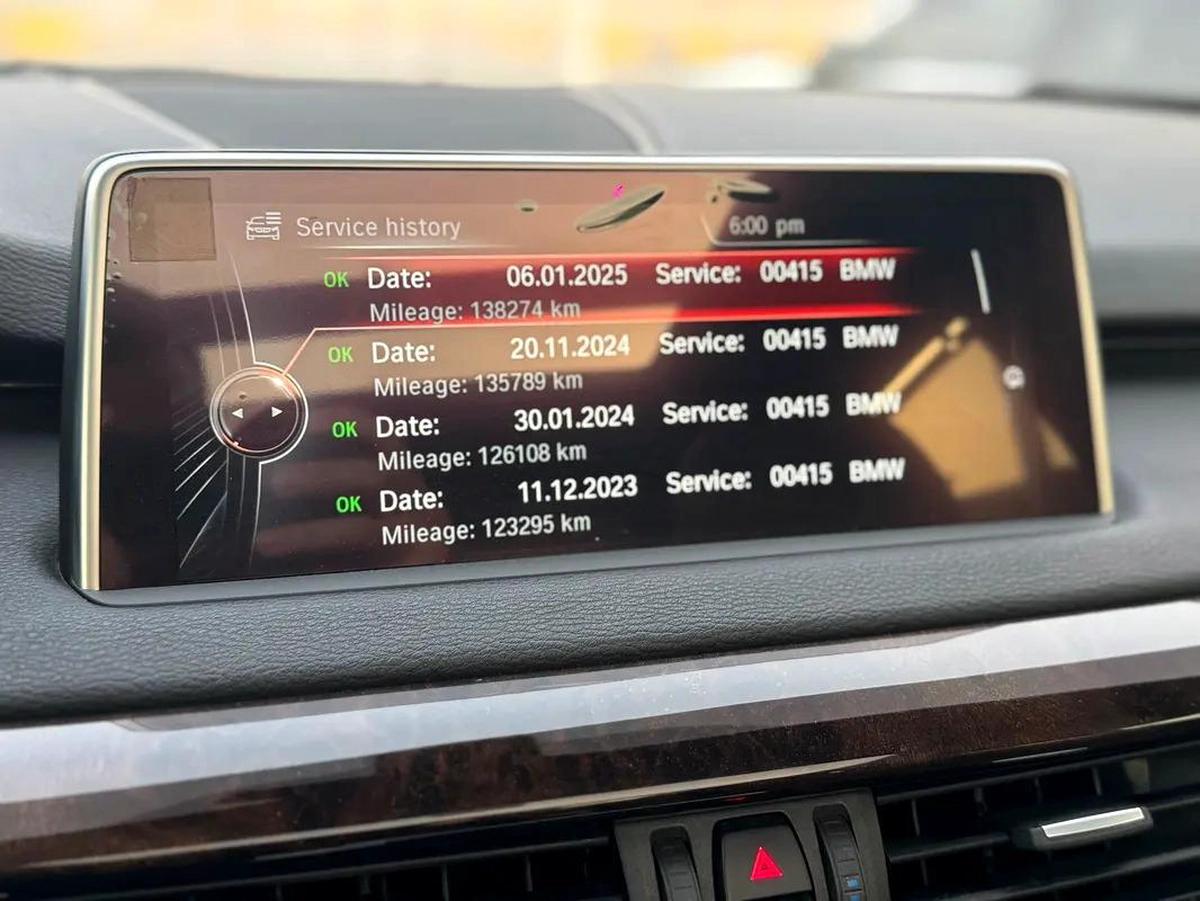 Service history
6:00 pm
OK Date: 06.01.2025 Service: 00415 BMW
Mileage: 138274 km
OK Date: 20.11.2024 Service: 00415 BMW
Mileage: 135789 km
OK Date: 30.01.2024 Service: 00415 BMW
Mileage: 126108 km
OK Date: 11.12.2023 Service: 00415 BMW
Mileage: 123295 km